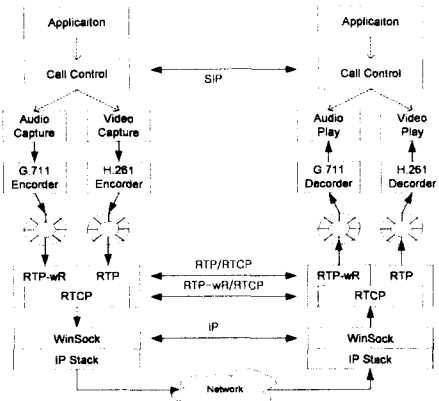 Applicaiton
Applicaiton
Call Control
SIP
Call Control
Audio Capture
Video Capture
Audio Play
Video Play
G.711 Encorder
H.261 Encorder
G.711 Decorder
H.261 Decorder
RTP-wR
RTP
RTCP
RTP/RTCP
RTP-wR/RTCP
RTP-wR
RTP
RTCP
WinSock
IP
WinSock
IP Stack
IP Stack
Network